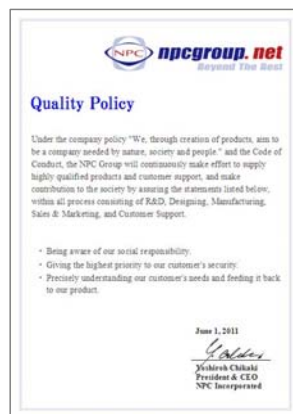 NPC npcgroup.net
Beyond The Best
Quality Policy
Under the company policy "We, through creation of products, aim to
be a company needed by nature, society and people." and the Code of
Conduct, the NPC Group will continuously make effort to supply
highly qualified products and customer support, and make
contribution to the society by assuring the statements listed below,
within all process consisting of R&D, Designing, Manufacturing,
Sales & Marketing, and Customer Support.
・ Being aware of our social responsibility.
・ Giving the highest priority to our customer's security.
・ Precisely understanding our customer's needs and feeding it back
to our product.
June 1, 2011
Yoshiroh Chikaki
President & CEO
NPC Incorporated